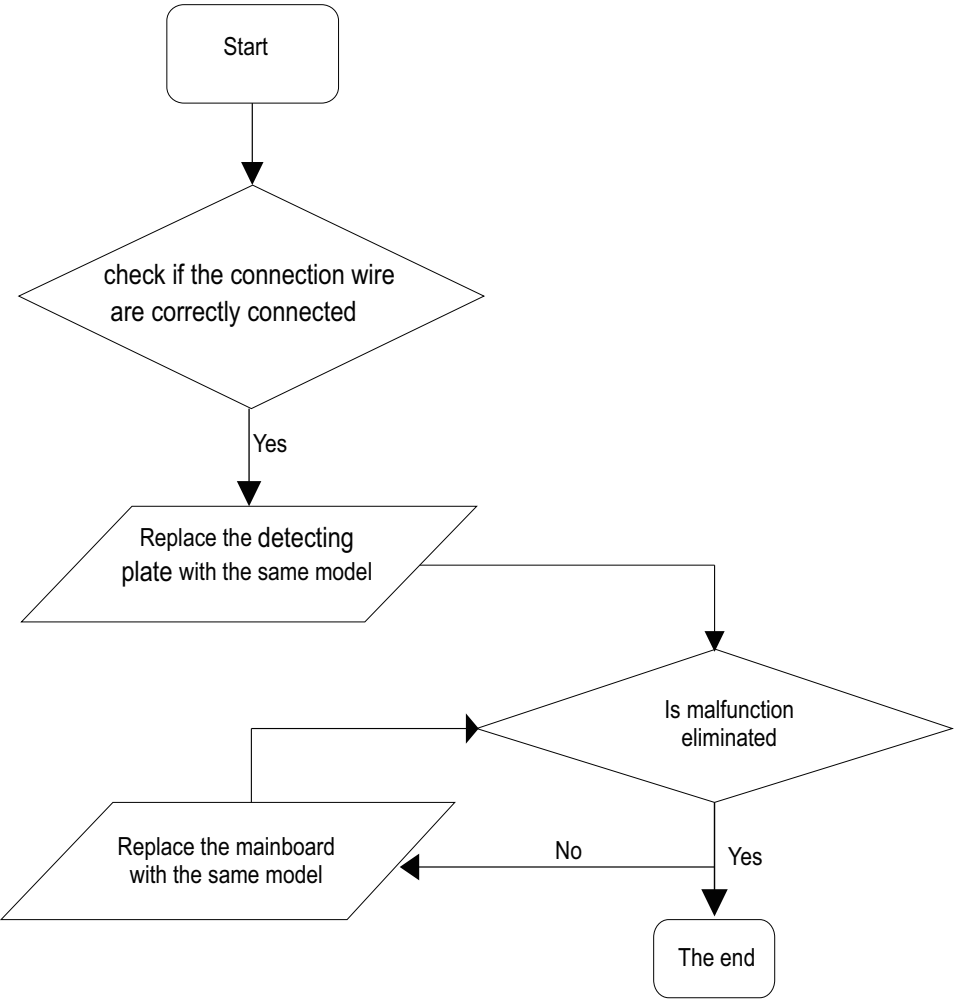 Start
check if the connection wire
are correctly connected
Yes
Replace the detecting
plate with the same model
Is malfunction
eliminated
Replace the mainboard
with the same model
No
Yes
The end